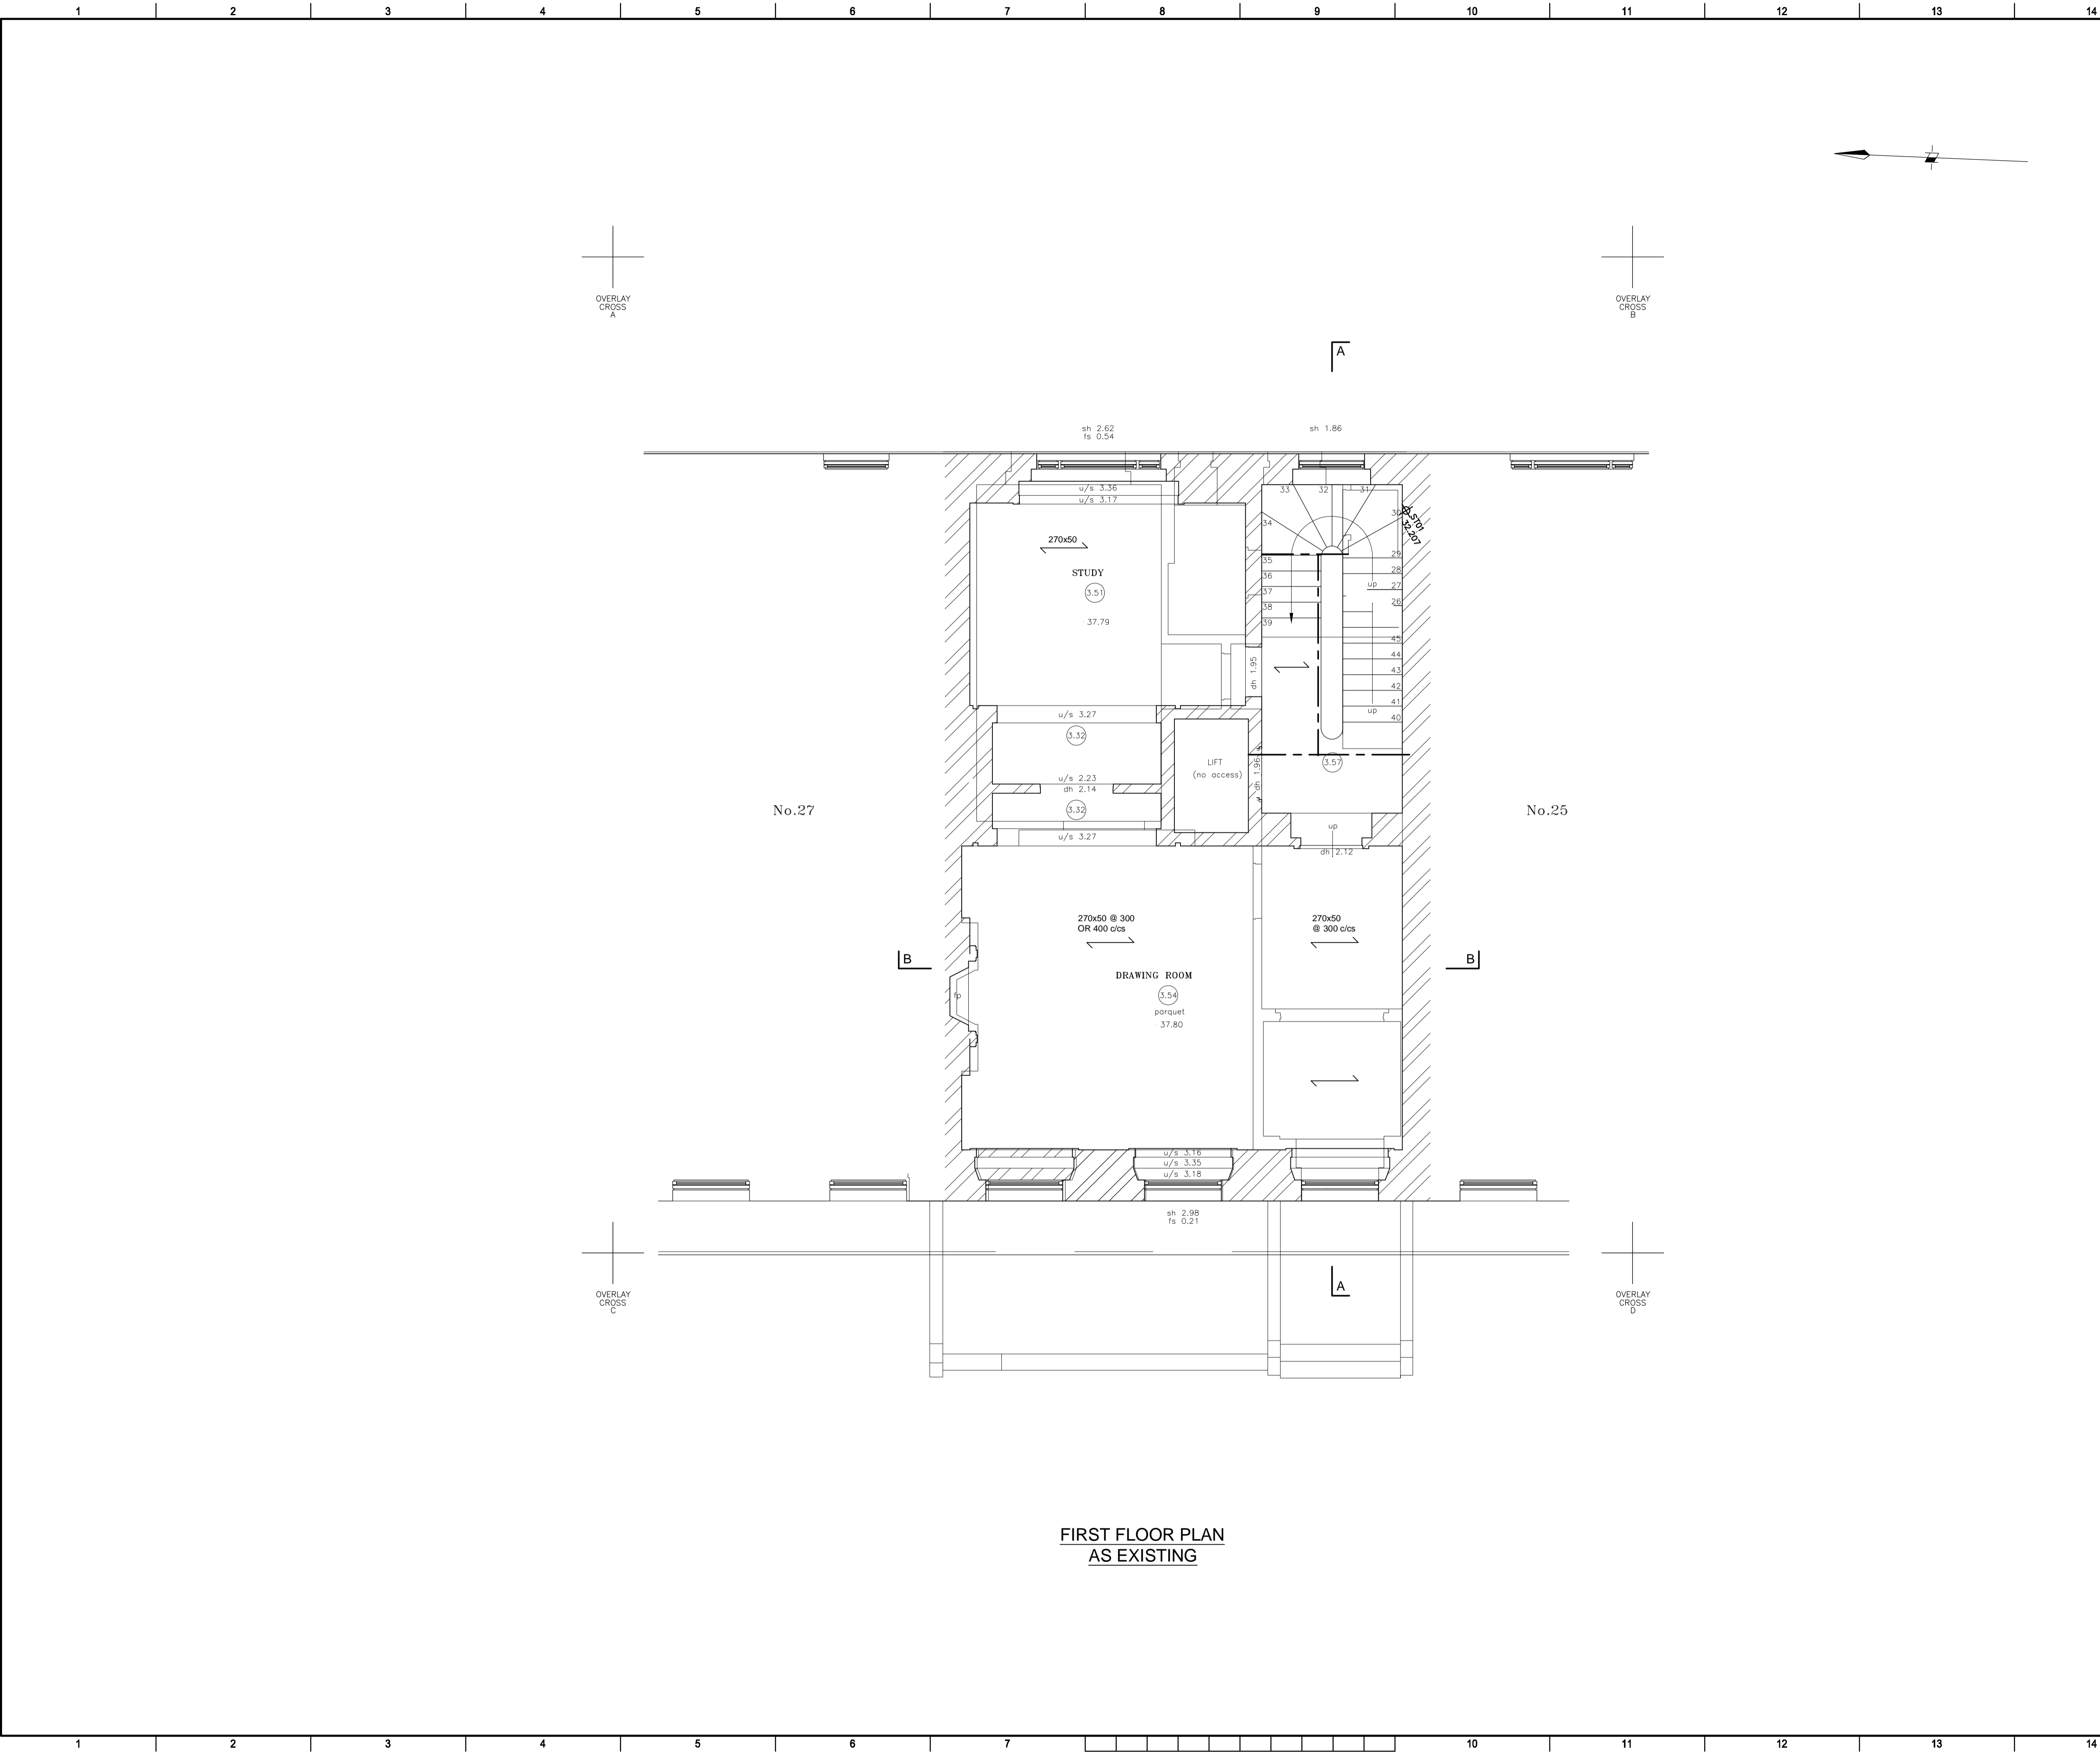 1 2 3 4 5 6 7 8 9 10 11 12 13 14
OVERLAY
CROSS
A
OVERLAY
CROSS
B
A
sh 2.62
fs 0.54
sh 1.86
u/s 3.36
u/s 3.17
33 32 31
30
34
ST01
32.207
270x50
STUDY
3.51
37.79
35
36
37
38
39
29
28
27
26
up
45
44
43
42
41
40
up
dh 1.95
u/s 3.27
3.32
u/s 2.23
dh 2.14
3.32
u/s 3.27
LIFT
(no access)
dh 1.96
3.57
No.27
No.25
up
dh 2.12
270x50 @ 300
OR 400 c/cs
270x50
@ 300 c/cs
B
B
DRAWING ROOM
3.54
parquet
37.80
fp
u/s 3.16
u/s 3.35
u/s 3.18
sh 2.98
fs 0.21
OVERLAY
CROSS
C
A
OVERLAY
CROSS
D
FIRST FLOOR PLAN
AS EXISTING
1 2 3 4 5 6 7 10 11 12 13 14